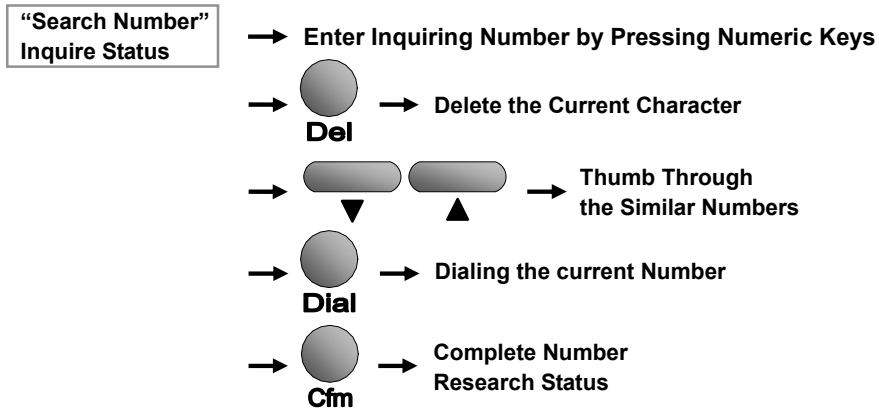 “Search Number”
Inquire Status
Enter Inquiring Number by Pressing Numeric Keys
Del
Delete the Current Character
Thumb Through
the Similar Numbers
Dial
Dialing the current Number
Cfm
Complete Number
Research Status